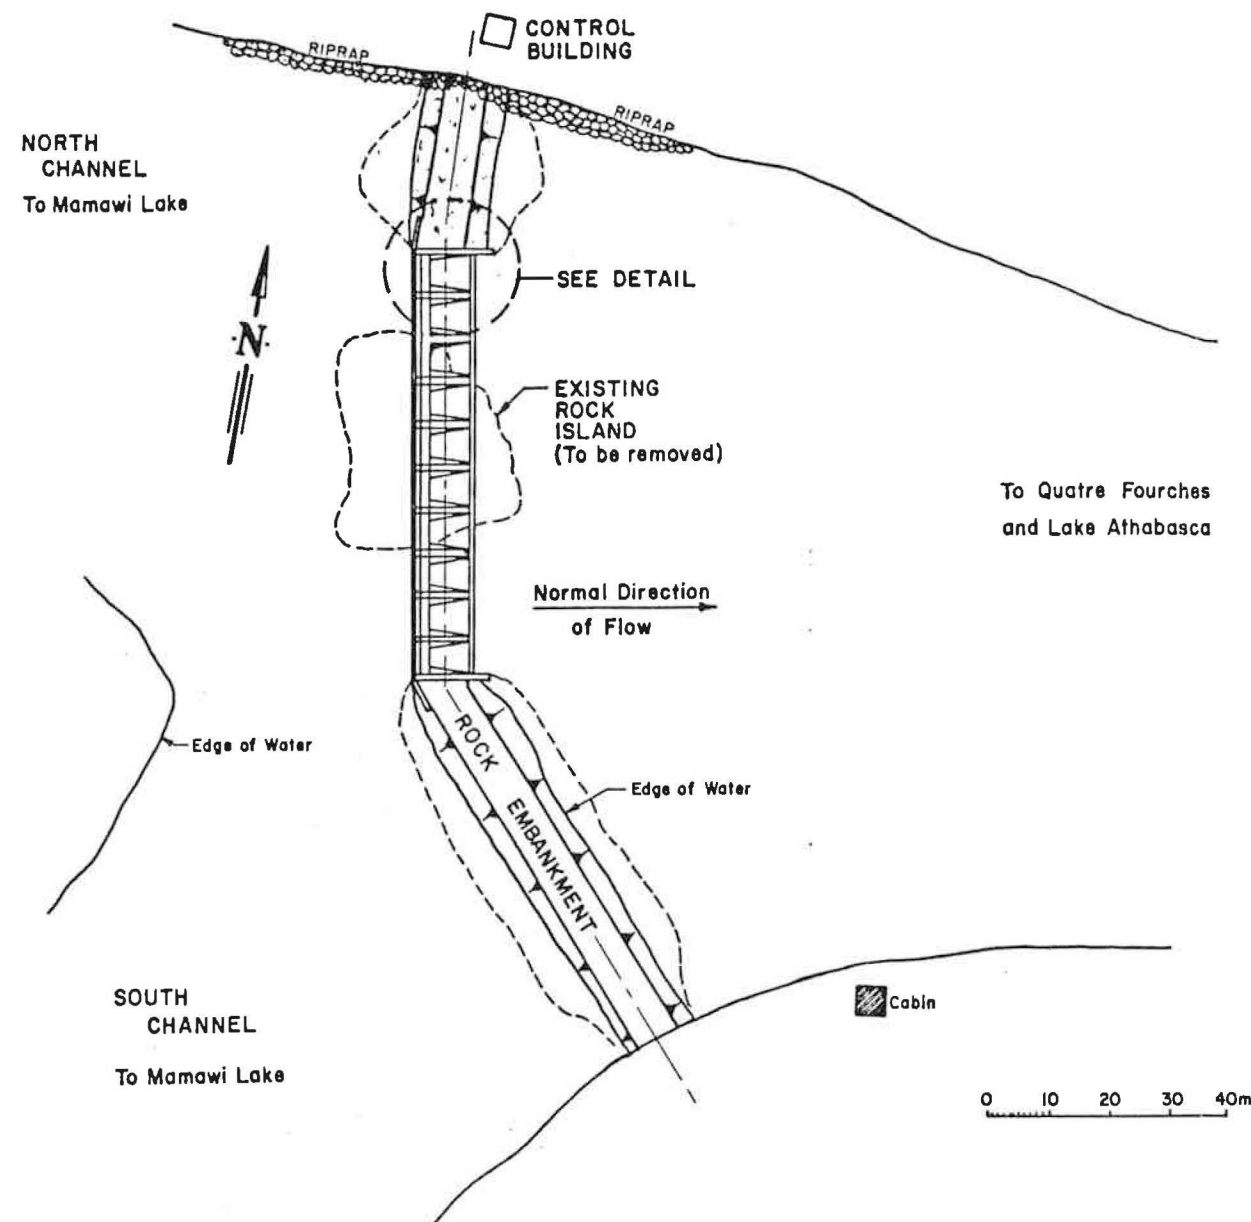 CONTROL
BUILDING
RIPRAP
RIPRAP
NORTH
CHANNEL
To Mamawi Lake
SEE DETAIL
N
EXISTING
ROCK
ISLAND
(To be removed)
To Quatre Fourches
and Lake Athabasca
Normal Direction
of Flow
Edge of Water
ROCK EMBANKMENT
Edge of Water
SOUTH
CHANNEL
To Mamawi Lake
Cabin
0 10 20 30 40m